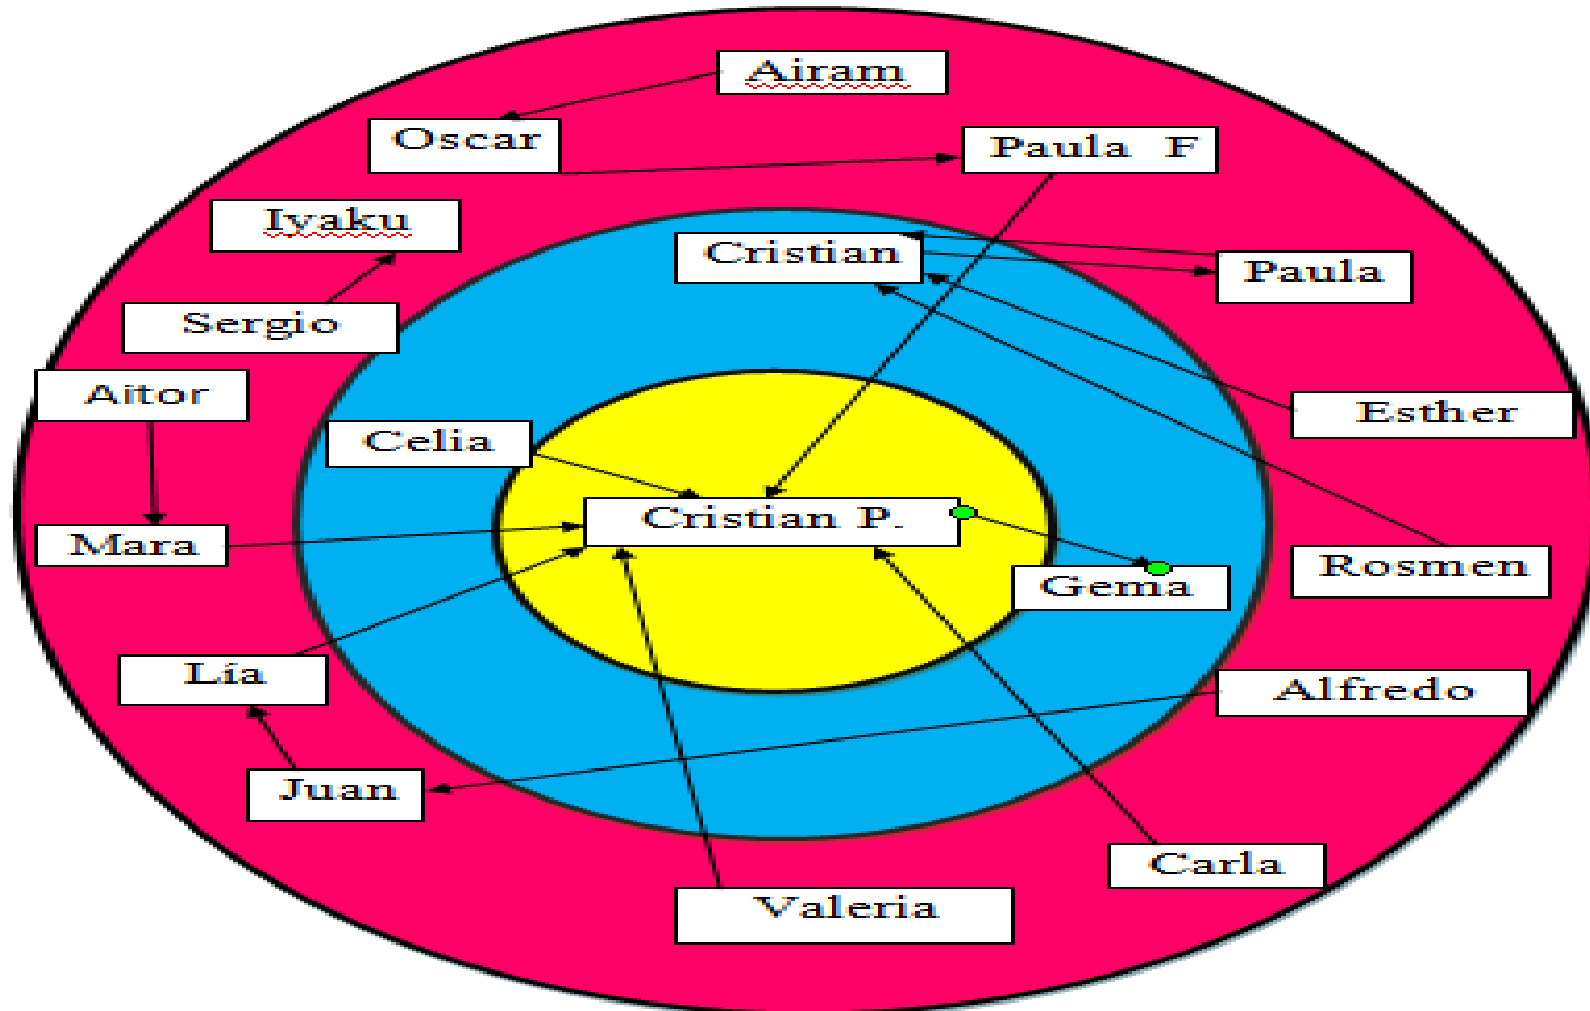 Airam
Oscar
Paula F
Iyaku
Cristian
Paula
Sergio
Aitor
Esther
Celia
Cristian P.
Mara
Rosmen
Gema
Lía
Alfredo
Juan
Carla
Valeria